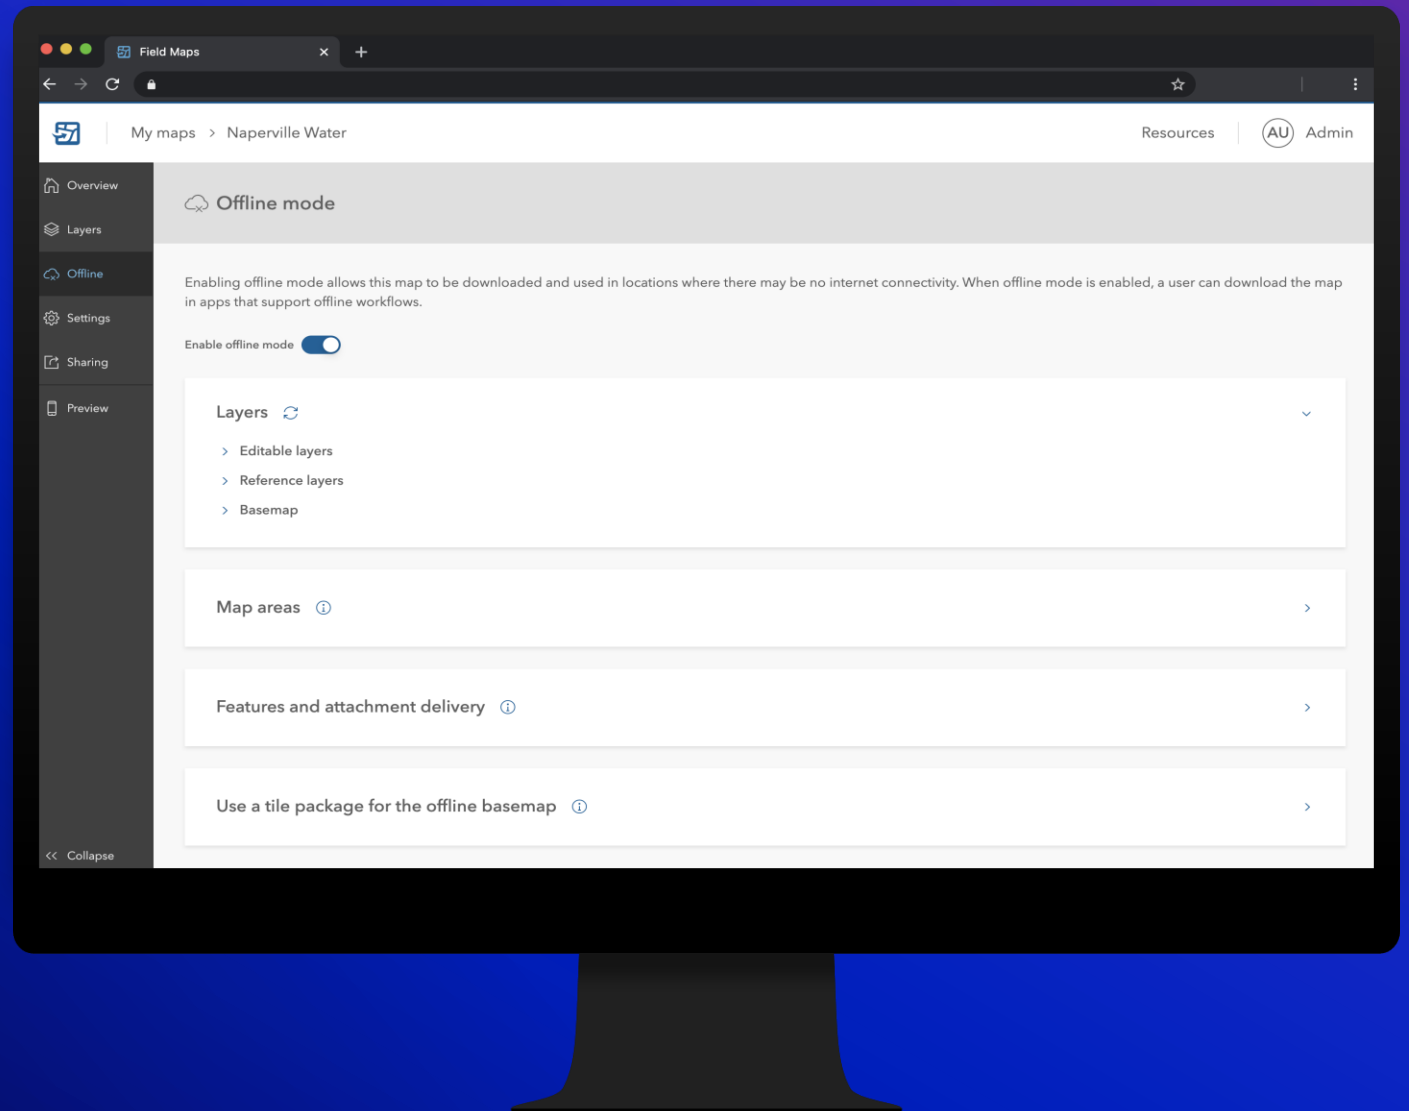 Field Maps
My maps > Naperville Water
Resources
AU Admin
Overview
Layers
Offline
Settings
Sharing
Preview
Collapse
Offline mode
Enabling offline mode allows this map to be downloaded and used in locations where there may be no internet connectivity. When offline mode is enabled, a user can download the map
in apps that support offline workflows.
Enable offline mode
Layers
Editable layers
Reference layers
Basemap
Map areas
Features and attachment delivery
Use a tile package for the offline basemap